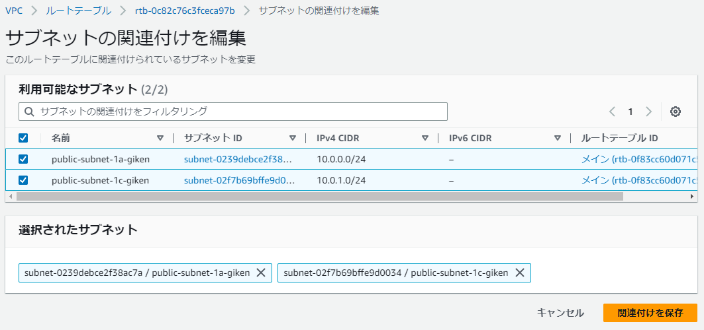 VPC > ルートテーブル > rtb-0c82c76c3fceca97b > サブネットの関連付けを編集
サブネットの関連付けを編集
このルートテーブルに関連付けられているサブネットを変更
利用可能なサブネット (2/2)
サブネットの関連付けをフィルタリング
1
名前 サブネット ID IPv4 CIDR IPv6 CIDR ルートテーブル ID
public-subnet-1a-giken subnet-0239debce2f38... 10.0.0.0/24 – メイン (rtb-0f83cc60d071c
public-subnet-1c-giken subnet-02f7b69bffe9d0... 10.0.1.0/24 – メイン (rtb-0f83cc60d071c
選択されたサブネット
subnet-0239debce2f38ac7a / public-subnet-1a-giken × subnet-02f7b69bffe9d0034 / public-subnet-1c-giken ×
キャンセル 関連付けを保存